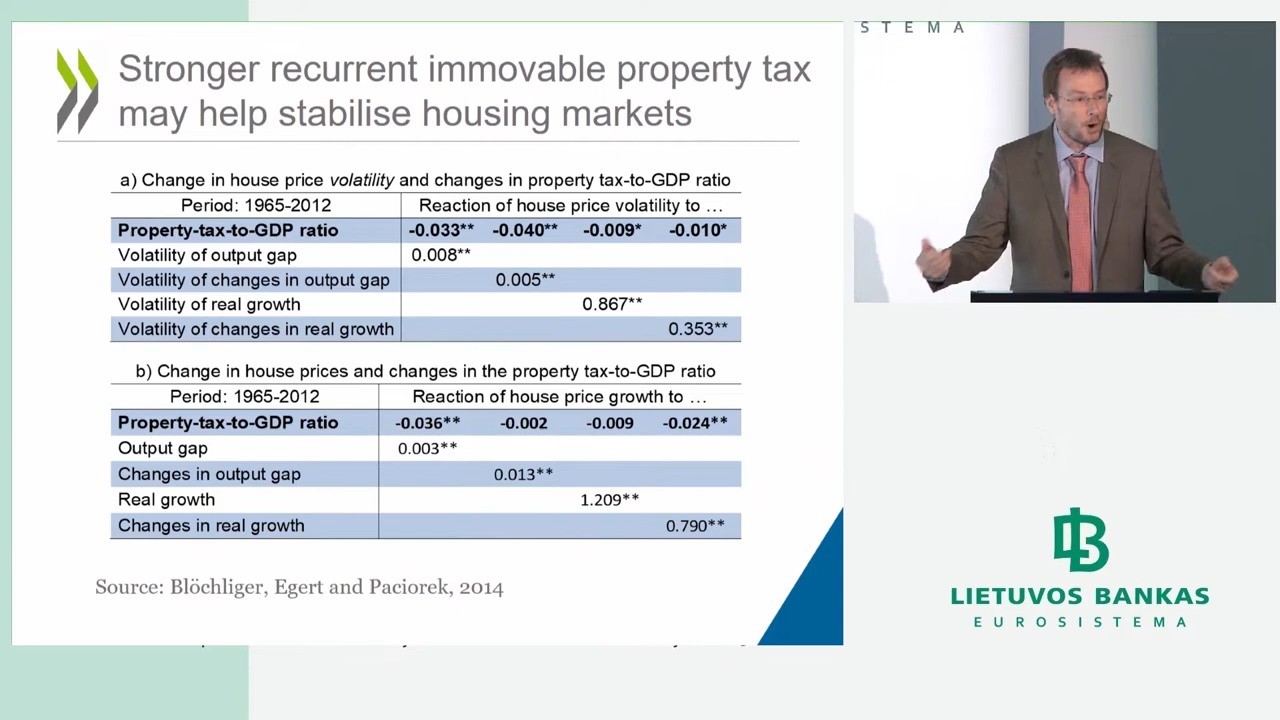 Stronger recurrent immovable property tax
may help stabilise housing markets
a) Change in house price volatility and changes in property tax-to-GDP ratio
Period: 1965-2012 Reaction of house price volatility to …
Property-tax-to-GDP ratio -0.033** -0.040** -0.009* -0.010*
Volatility of output gap 0.008**
Volatility of changes in output gap 0.005**
Volatility of real growth 0.867**
Volatility of changes in real growth 0.353**
b) Change in house prices and changes in the property tax-to-GDP ratio
Period: 1965-2012 Reaction of house price growth to …
Property-tax-to-GDP ratio -0.036** -0.002 -0.009 -0.024**
Output gap 0.003**
Changes in output gap 0.013**
Real growth 1.209**
Changes in real growth 0.790**
Source: Blöchliger, Egert and Paciorek, 2014
STEMA
LIETUVOS BANKAS
EUROSISTEMA